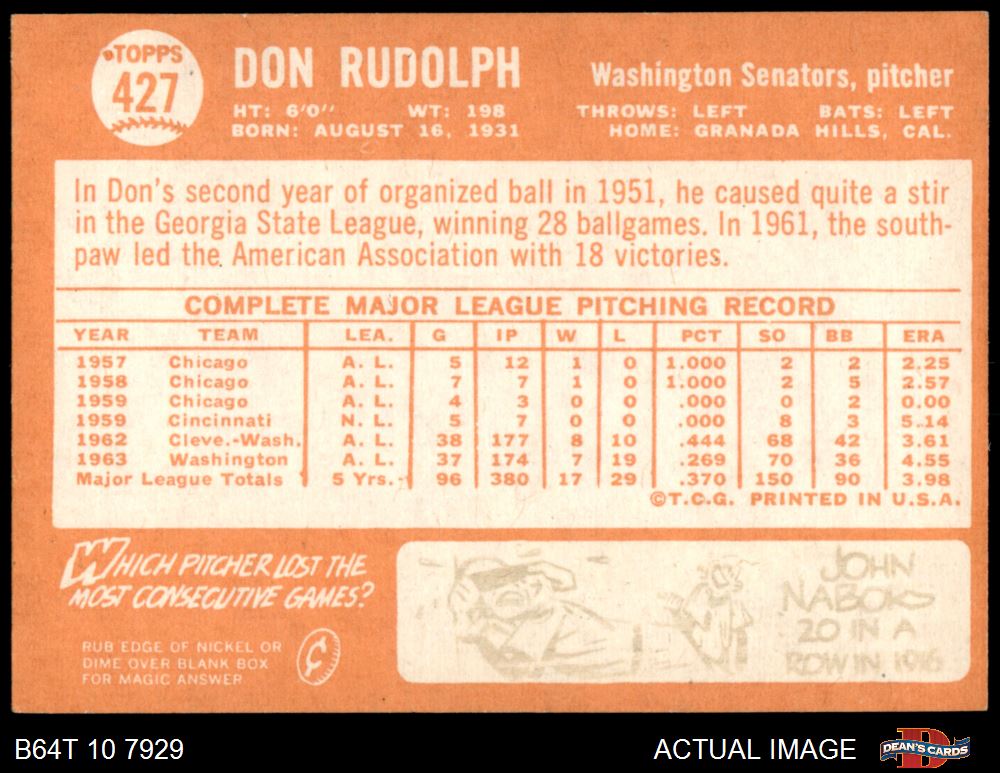 TOPPS
427
DON RUDOLPH
Washington Senators, pitcher
HT: 6'0" WT: 198 THROWS: LEFT BATS: LEFT
BORN: AUGUST 16, 1931 HOME: GRANADA HILLS, CAL.
In Don's second year of organized ball in 1951, he caused quite a stir
in the Georgia State League, winning 28 ballgames. In 1961, the south-
paw led the American Association with 18 victories.
COMPLETE MAJOR LEAGUE PITCHING RECORD
YEAR TEAM LEA. G IP W L PCT SO BB ERA
1957 Chicago A. L. 5 12 1 0 1.000 2 2 2.25
1958 Chicago A. L. 7 7 1 0 1.000 2 5 2.57
1959 Chicago A. L. 4 3 0 0 .000 0 2 0.00
1959 Cincinnati N. L. 5 7 0 0 .000 8 3 5.14
1962 Cleve.-Wash. A. L. 38 177 8 10 .444 68 42 3.61
1963 Washington A. L. 37 174 7 19 .269 70 36 4.55
Major League Totals 5 Yrs. 96 380 17 29 .370 150 90 3.98
©T.C.G. PRINTED IN U.S.A.
WHICH PITCHER LOST THE
MOST CONSECUTIVE GAMES?
RUB EDGE OF NICKEL OR
DIME OVER BLANK BOX
FOR MAGIC ANSWER
¢
JOHN
NABORS
20 IN A
ROW IN 1916
B64T 10 7929
ACTUAL IMAGE
DEAN'S CARDS